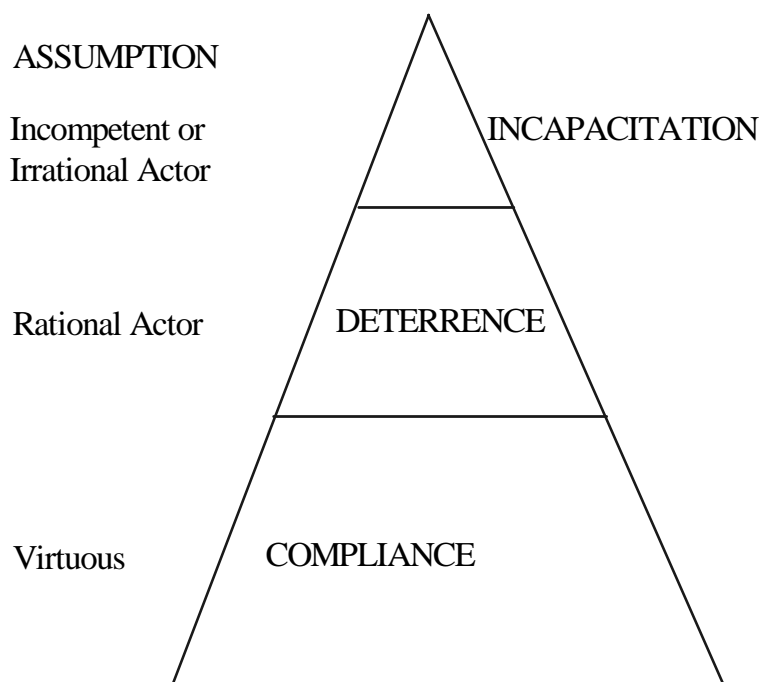 ASSUMPTION
Incompetent or
Irrational Actor
INCAPACITATION
Rational Actor
DETERRENCE
Virtuous
COMPLIANCE